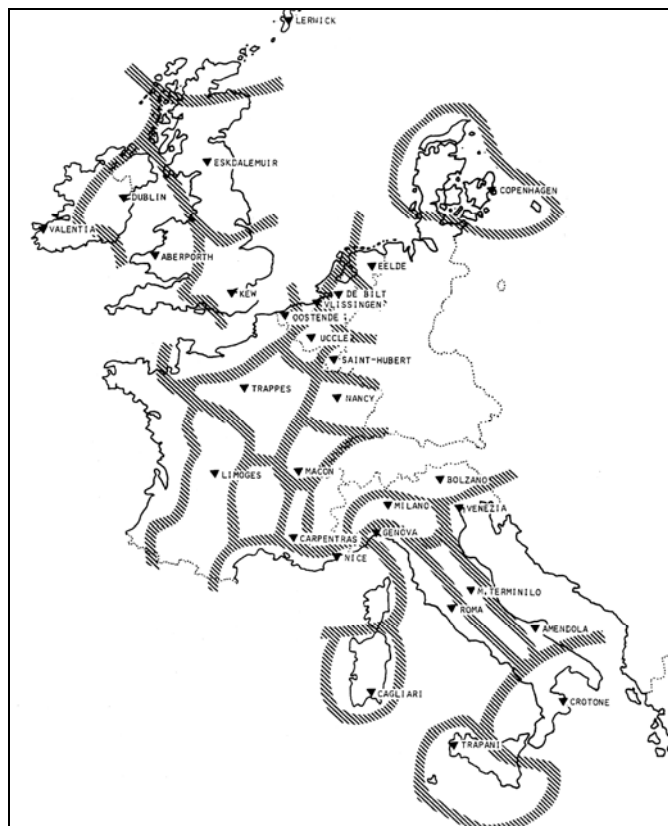 LERWICK
ESKDALEMUIR
COPENHAGEN
DUBLIN
VALENTIA
ABERPORTH
EELDE
KEW
DE BILT
VLISSINGEN
OOSTENDE
UCCLE
SAINT-HUBERT
TRAPPES
NANCY
LIMOGES
MACON
BOLZANO
MILANO
VENEZIA
GENOVA
CARPENTRAS
NICE
M.TERMINILO
ROMA
AMENDOLA
CAGLIARI
CROTONE
TRAPANI